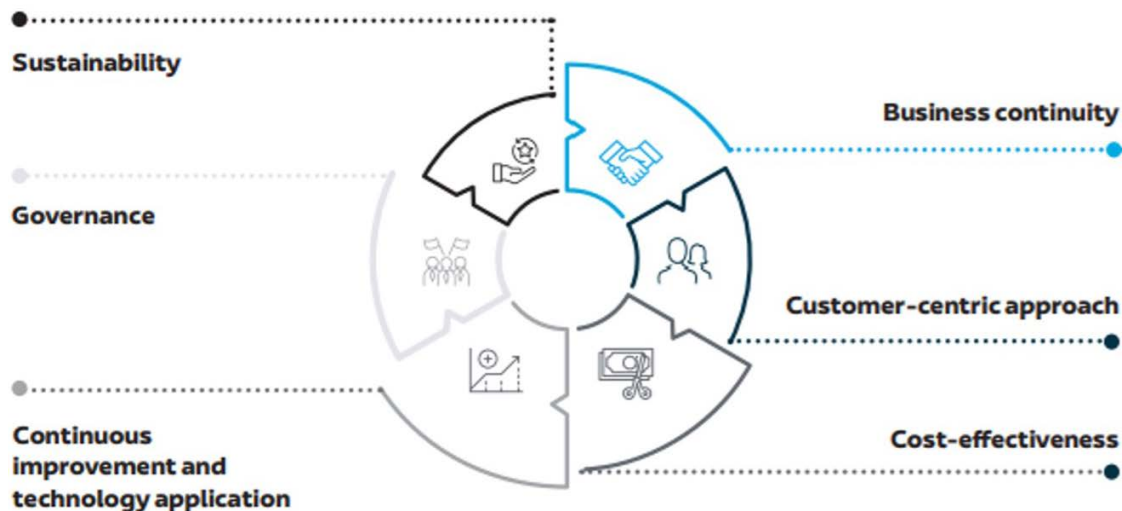 Sustainability
Business continuity
Governance
Customer-centric approach
Continuous
improvement and
technology application
Cost-effectiveness